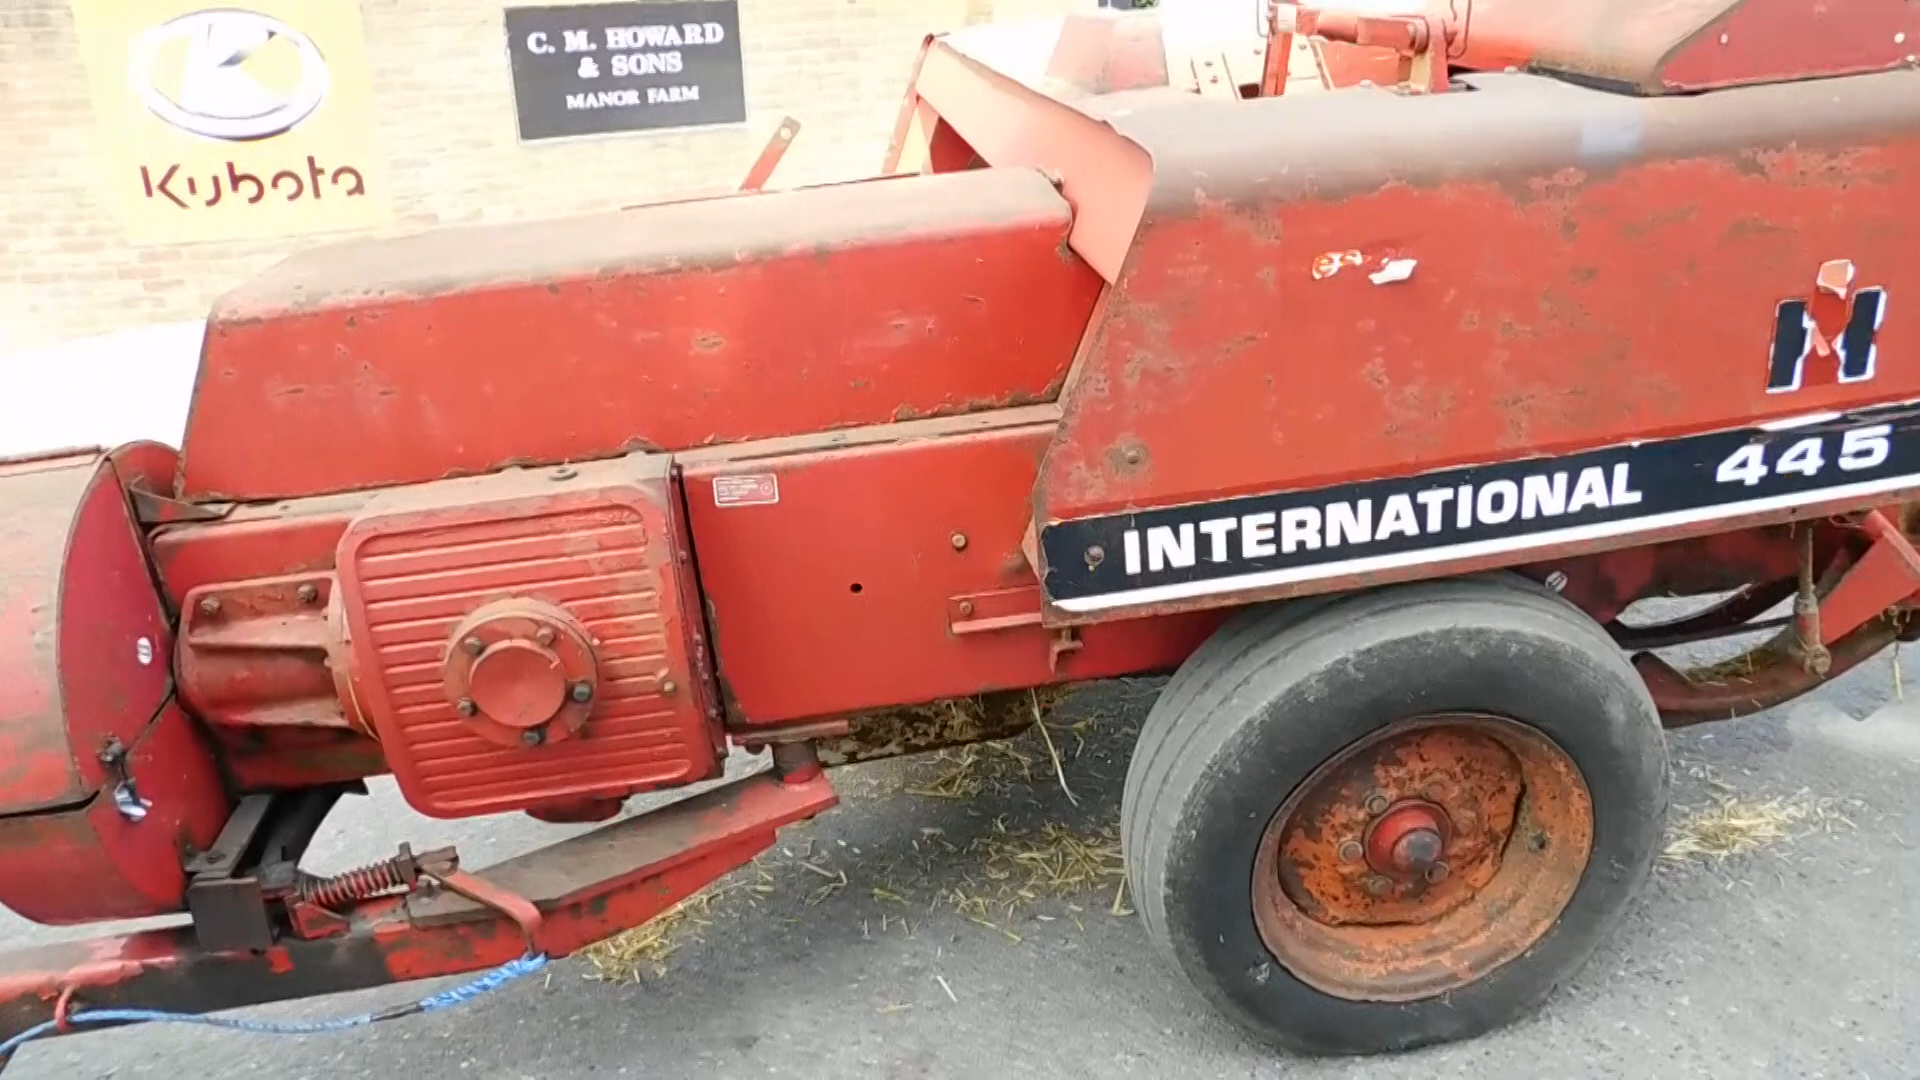 Kubota
C. M. HOWARD
& SONS
MANOR FARM
INTERNATIONAL 445